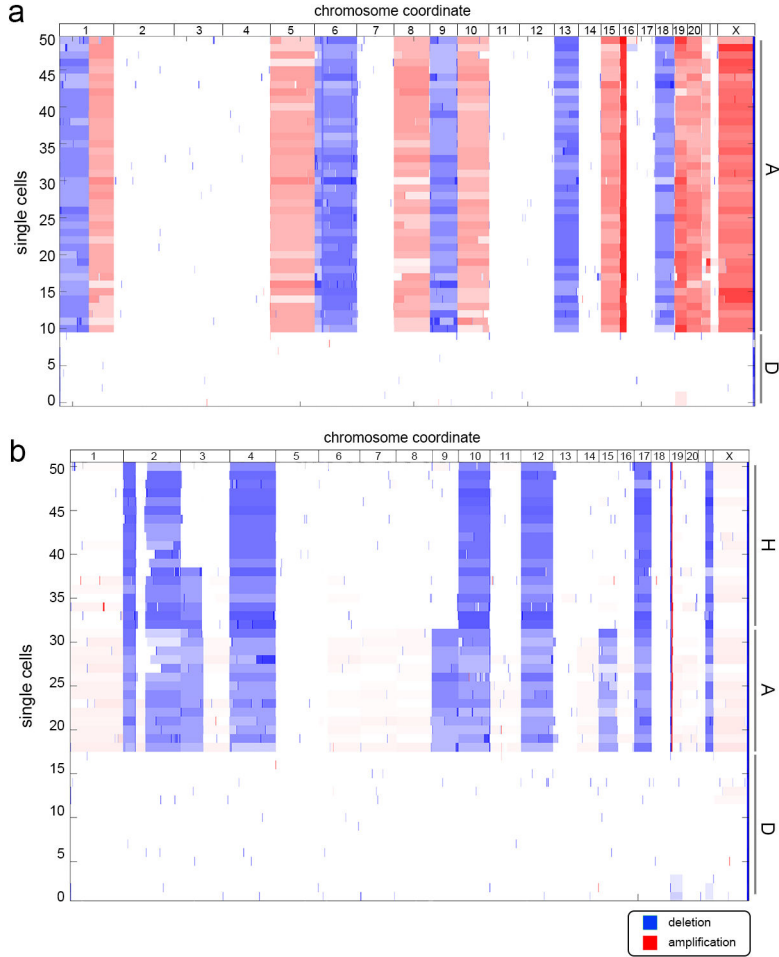 a
chromosome coordinate
1 2 3 4 5 6 7 8 9 10 11 12 13 14 15 16 17 18 19 20 X
50
45
40
35
30
25
20
15
10
5
0
single cells
A
D
b
chromosome coordinate
1 2 3 4 5 6 7 8 9 10 11 12 13 14 15 16 17 18 19 20 X
50
45
40
35
30
25
20
15
10
5
0
single cells
H
A
D
deletion
amplification